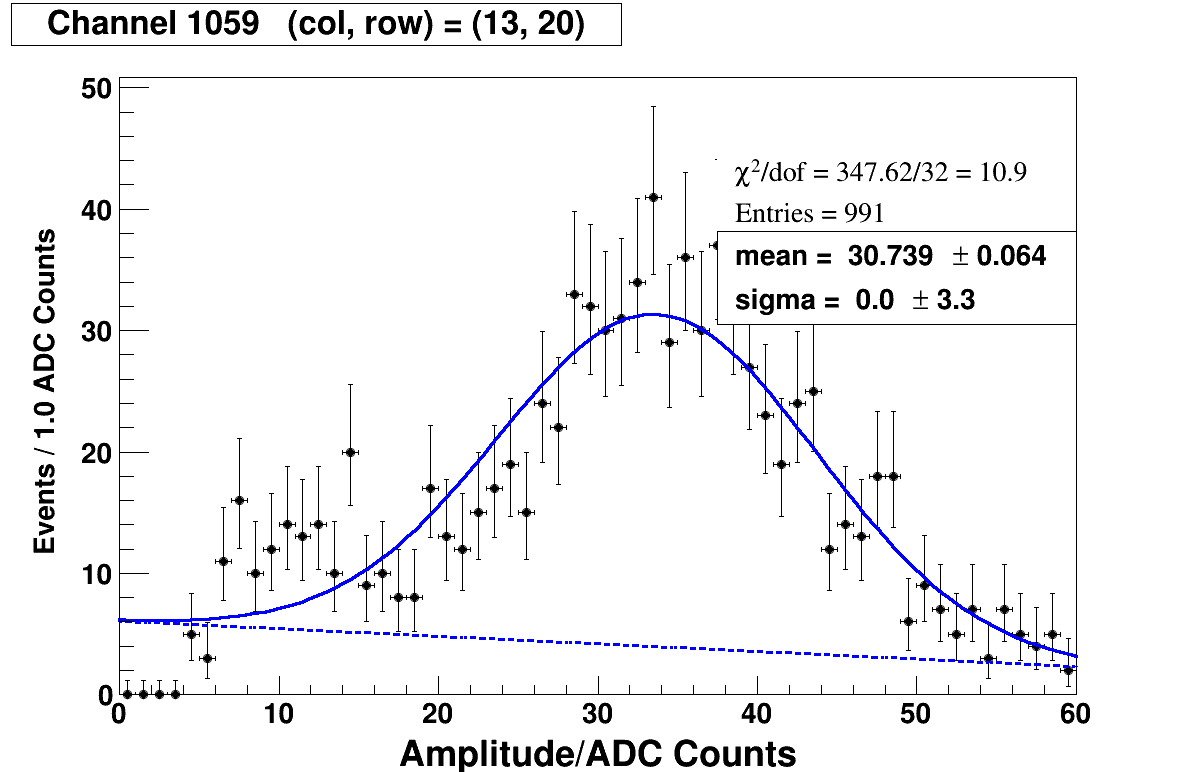 Channel 1059 (col, row) = (13, 20)
χ²/dof = 347.62/32 = 10.9
Entries = 991
mean = 30.739 ± 0.064
sigma = 0.0 ± 3.3
Events / 1.0 ADC Counts
50
40
30
20
10
0
0 10 20 30 40 50 60
Amplitude/ADC Counts